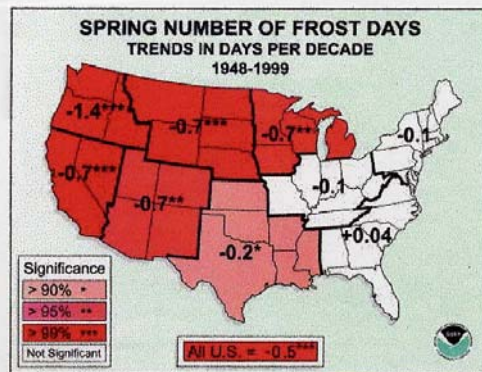 SPRING NUMBER OF FROST DAYS
TRENDS IN DAYS PER DECADE
1948-1999
-1.4***
-0.7***
-0.7**
-0.1
-0.7***
-0.7**
-0.1
-0.2*
+0.04
Significance
> 90% *
> 95% **
> 99% ***
Not Significant
All U.S. = -0.5***